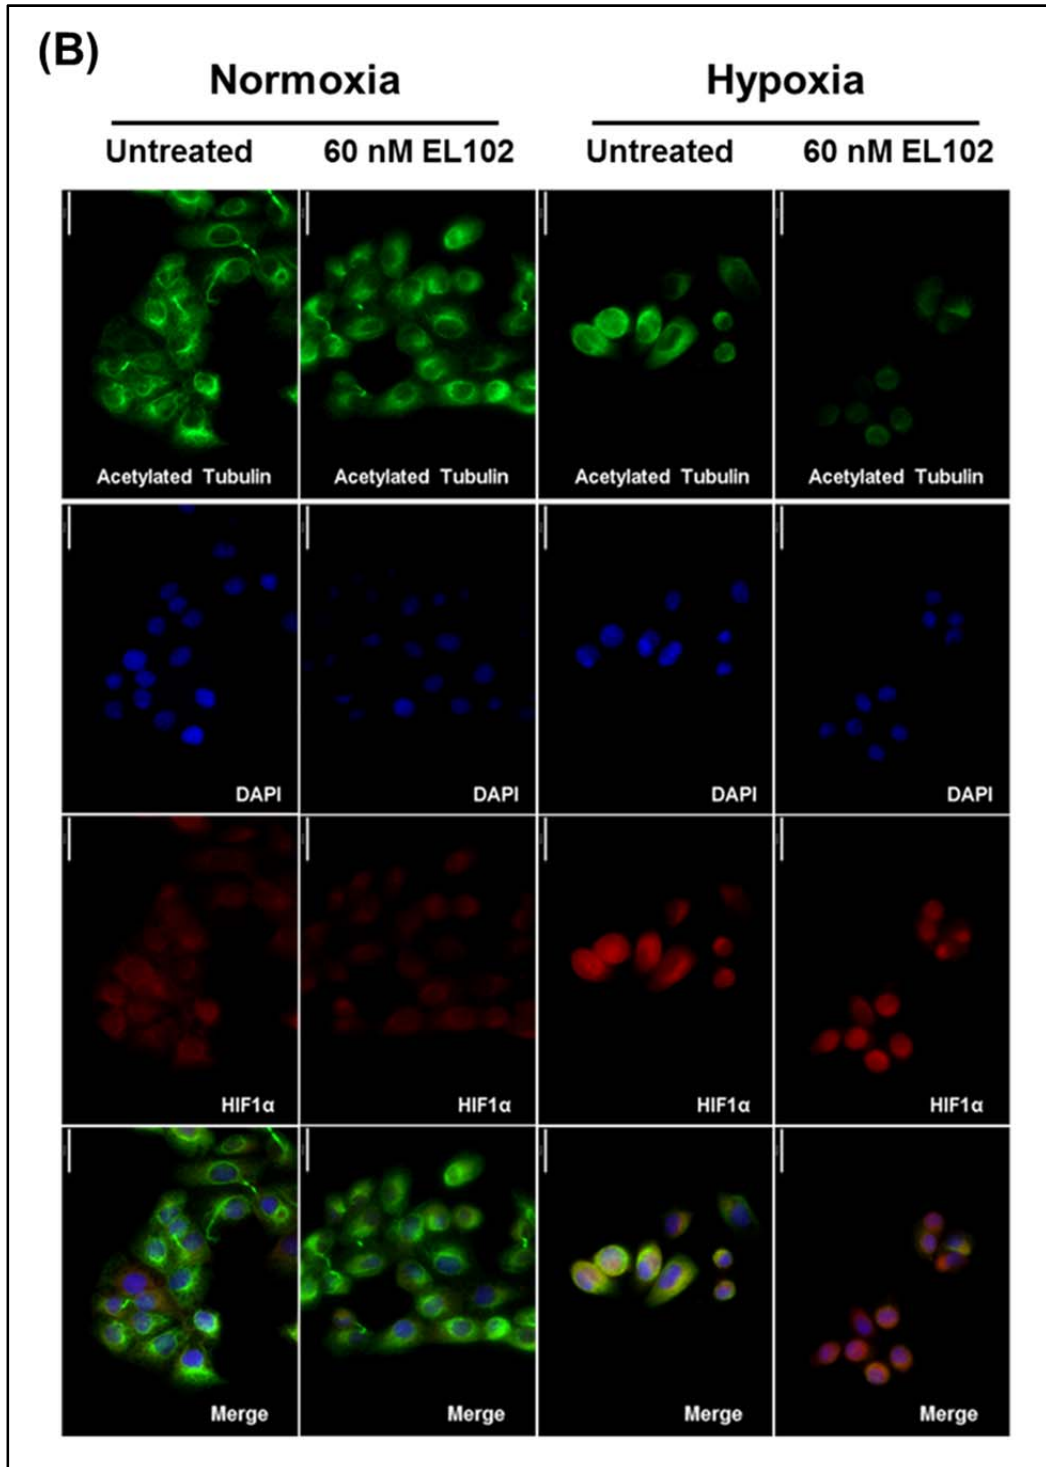 (B)
Normoxia Hypoxia
Untreated 60 nM EL102 Untreated 60 nM EL102
Acetylated Tubulin Acetylated Tubulin Acetylated Tubulin Acetylated Tubulin
DAPI DAPI DAPI DAPI
HIF1α HIF1α HIF1α HIF1α
Merge Merge Merge Merge